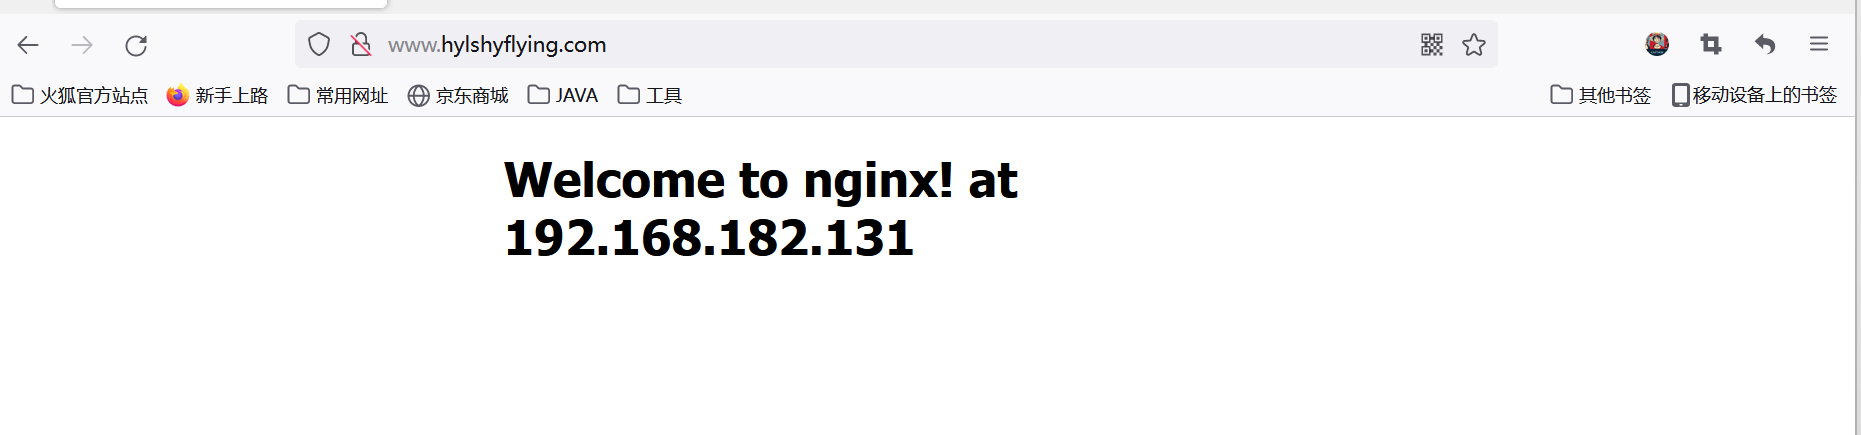 www.hylshyflying.com
火狐官方站点 新手上路 常用网址 京东商城 JAVA 工具 其他书签 移动设备上的书签
Welcome to nginx! at
192.168.182.131